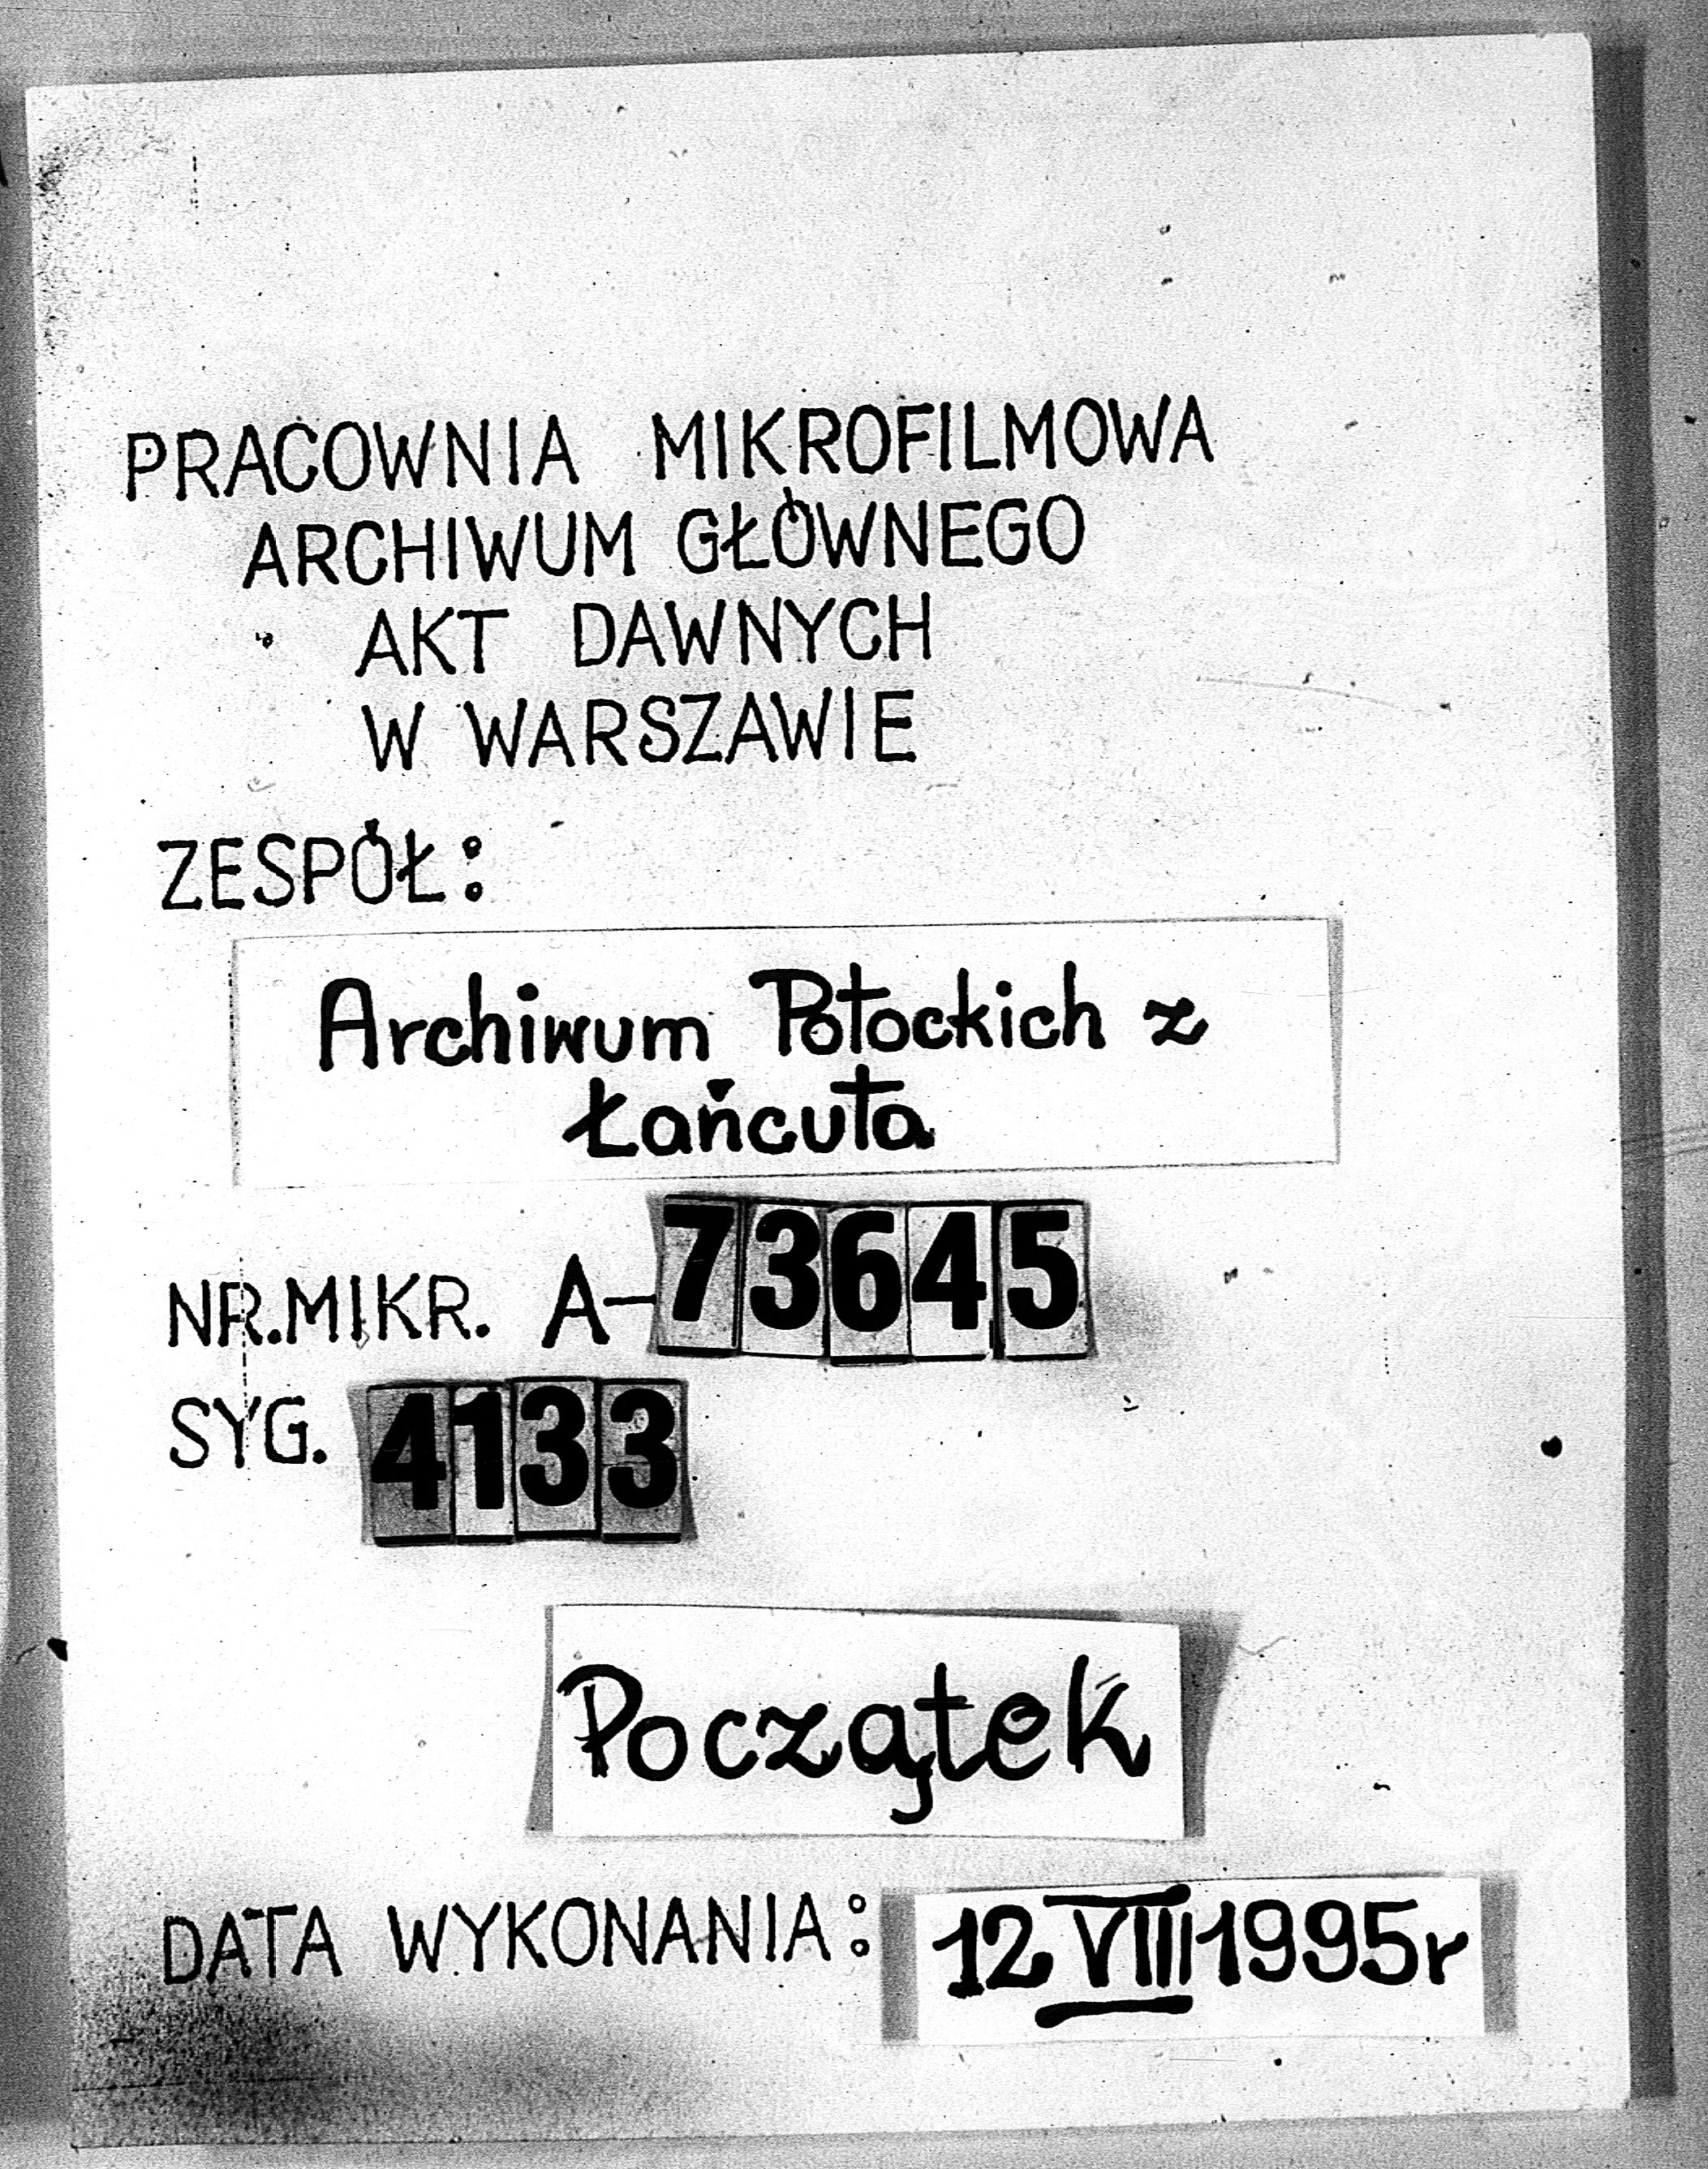 PRACOWNIA MIKROFILMOWA
ARCHIWUM GŁÓWNEGO
AKT DAWNYCH
W WARSZAWIE
ZESPÓŁ:
Archiwum Potockich z
Łańcuta
NR.MIKR. A-73645
SYG. 4133
Początek
DATA WYKONANIA: 12 VIII 1995r